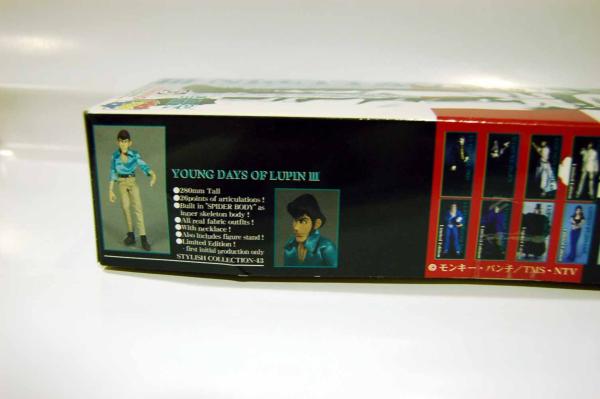 YOUNG DAYS OF LUPIN III
●280mm Tall
●26points of articulations!
●Built in "SPIDER BODY" as
inner skeleton body!
●All real fabric outfits!
●With necklace!
●Also includes figure stand!
●Limited Edition!
- first initial production only
STYLISH COLLECTION-43
©モンキー・パンチ/TMS・NTV